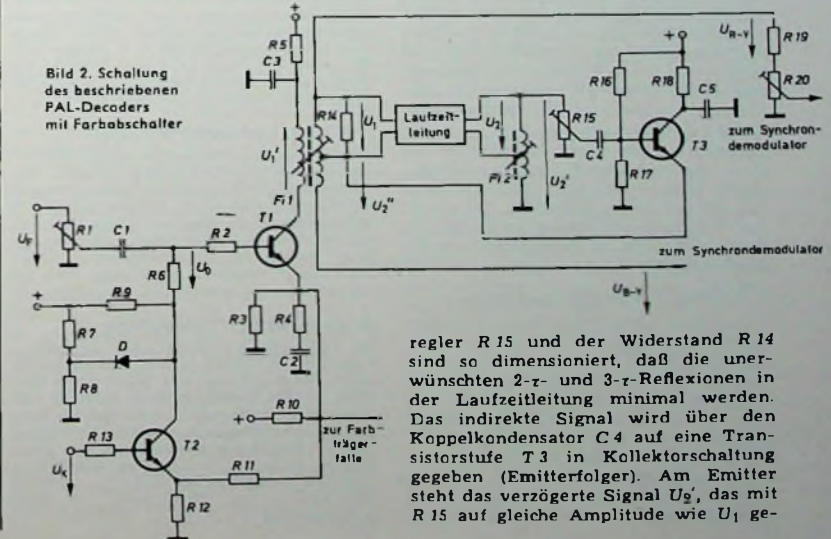 Bild 2. Schaltung
des beschriebenen
PAL-Decoders
mit Farbabschalter
+
R5
C3
U1'
Fi1
R14
U1
U2''
Laufzeit-
leitung
U2
Fi2
U2'
R15
C4
R16
R17
+
R18
C5
T3
UR-Y
R19
R20
zum Synchron-
demodulator
zum Synchrondemodulator
UB-Y
UF
R1
C1
R2
T1
R6
U0
+
R9
R7
D
R8
R3
R4
C2
+
R10
zur Farb-
träger-
falle
R13
T2
UK
R11
R12
regler R 15 und der Widerstand R 14
sind so dimensioniert, daß die uner-
wünschten 2-τ- und 3-τ-Reflexionen in
der Laufzeitleitung minimal werden.
Das indirekte Signal wird über den
Koppelkondensator C 4 auf eine Tran-
sistorstufe T 3 in Kollektorschaltung
gegeben (Emitterfolger). Am Emitter
steht das verzögerte Signal U2', das mit
R 15 auf gleiche Amplitude wie U1 ge-